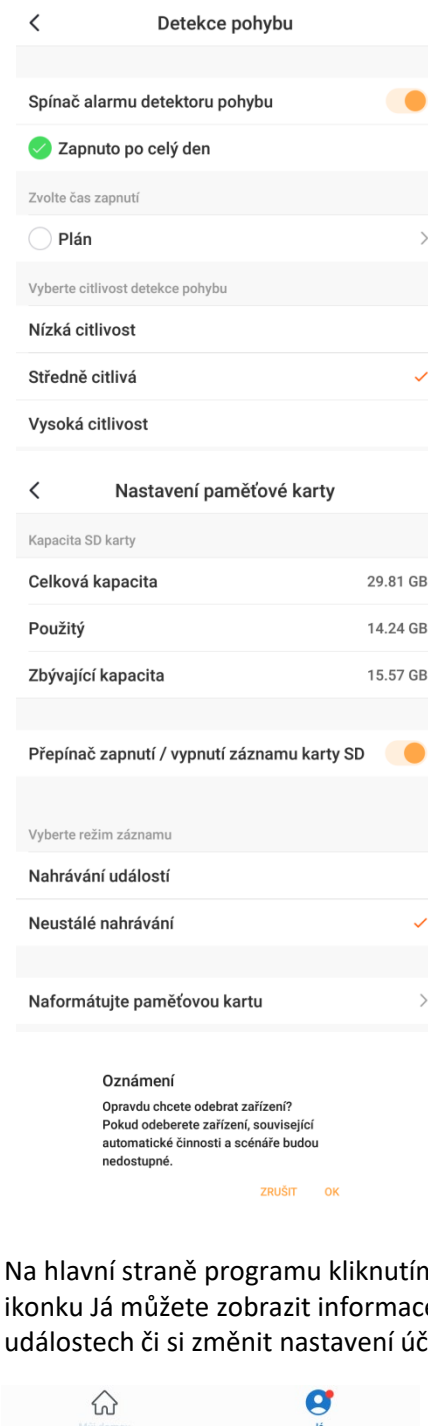 Detekce pohybu
Spínač alarmu detektoru pohybu
Zapnuto po celý den
Zvolte čas zapnutí
Plán
Vyberte citlivost detekce pohybu
Nízká citlivost
Středně citlivá
Vysoká citlivost
Nastavení paměťové karty
Kapacita SD karty
Celková kapacita 29.81 GB
Použitý 14.24 GB
Zbývající kapacita 15.57 GB
Přepínač zapnutí / vypnutí záznamu karty SD
Vyberte režim záznamu
Nahrávání událostí
Neustálé nahrávání
Naformátujte paměťovou kartu
Oznámení
Opravdu chcete odebrat zařízení?
Pokud odeberete zařízení, související
automatické činnosti a scénáře budou
nedostupné.
ZRUŠIT OK
Na hlavní straně programu kliknutín
ikonku Já můžete zobrazit informace
událostech či si změnit nastavení úč